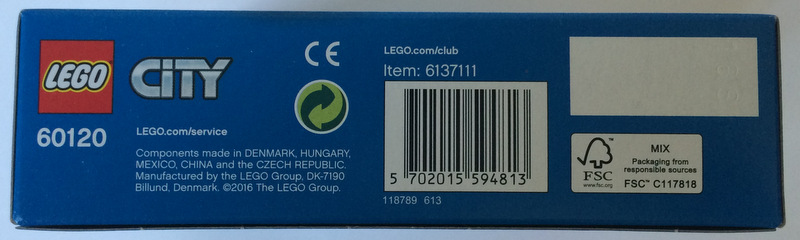 LEGO
CITY
60120
LEGO.com/service
Components made in DENMARK, HUNGARY,
MEXICO, CHINA and the CZECH REPUBLIC.
Manufactured by the LEGO Group, DK-7190
Billund, Denmark. ©2016 The LEGO Group.
CE
LEGO.com/club
Item: 6137111
5 702015 594813
118789 613
FSC
www.fsc.org
MIX
Packaging from
responsible sources
FSC™ C117818